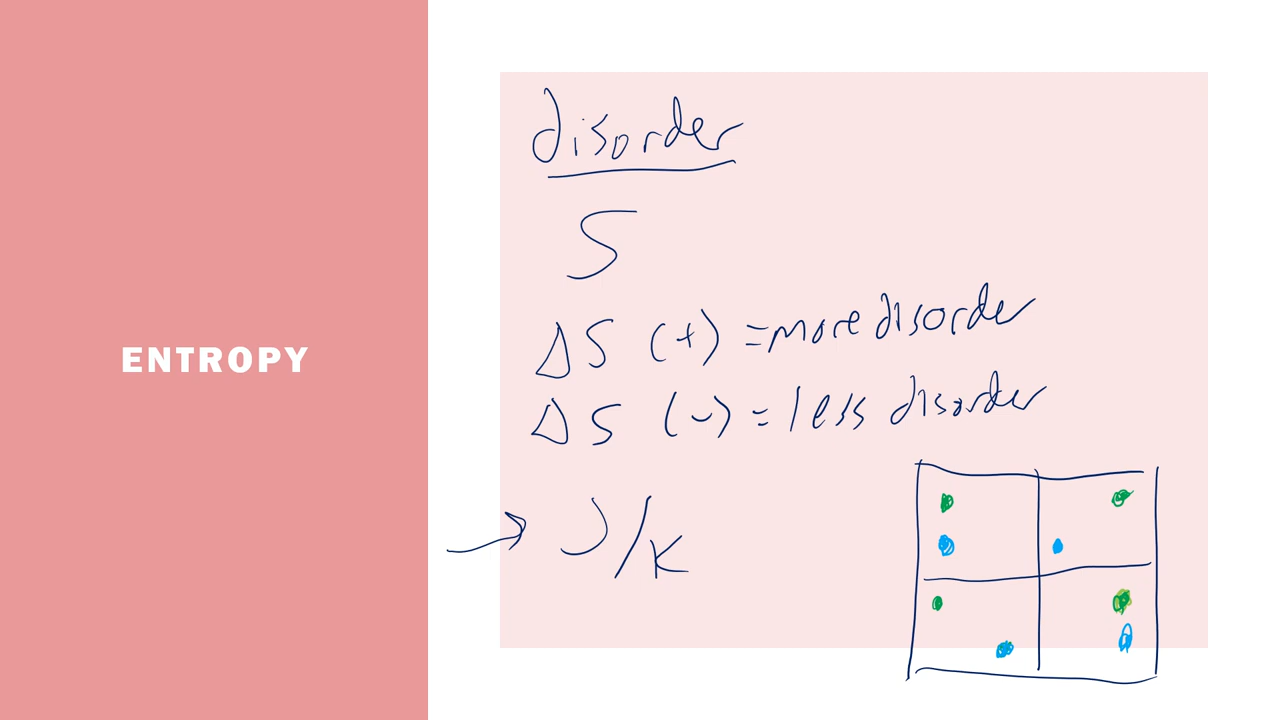 ENTROPY
disorder
S
ΔS (+) = more disorder
ΔS (-) = less disorder
→ J/K